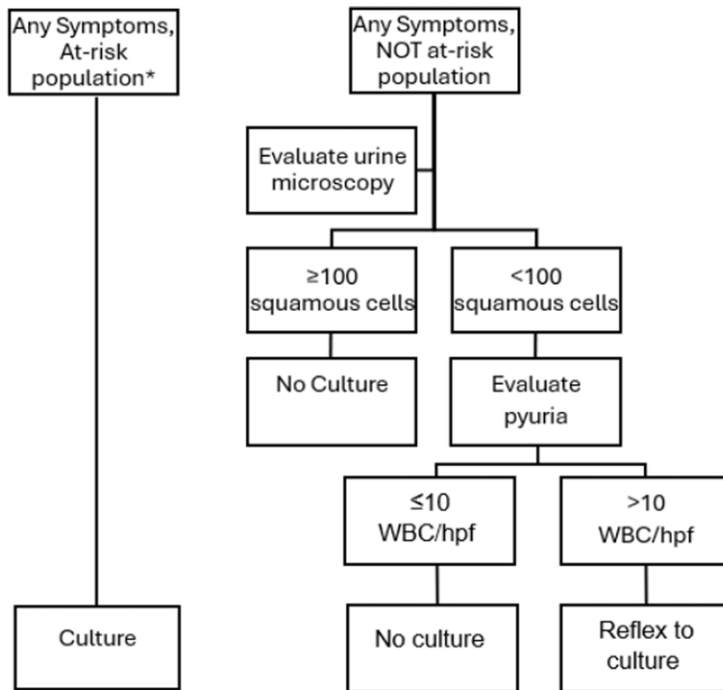 Any Symptoms,
At-risk
population*
Any Symptoms,
NOT at-risk
population
Evaluate urine
microscopy
≥100
squamous cells
<100
squamous cells
No Culture
Evaluate
pyuria
≤10
WBC/hpf
>10
WBC/hpf
Culture
No culture
Reflex to
culture